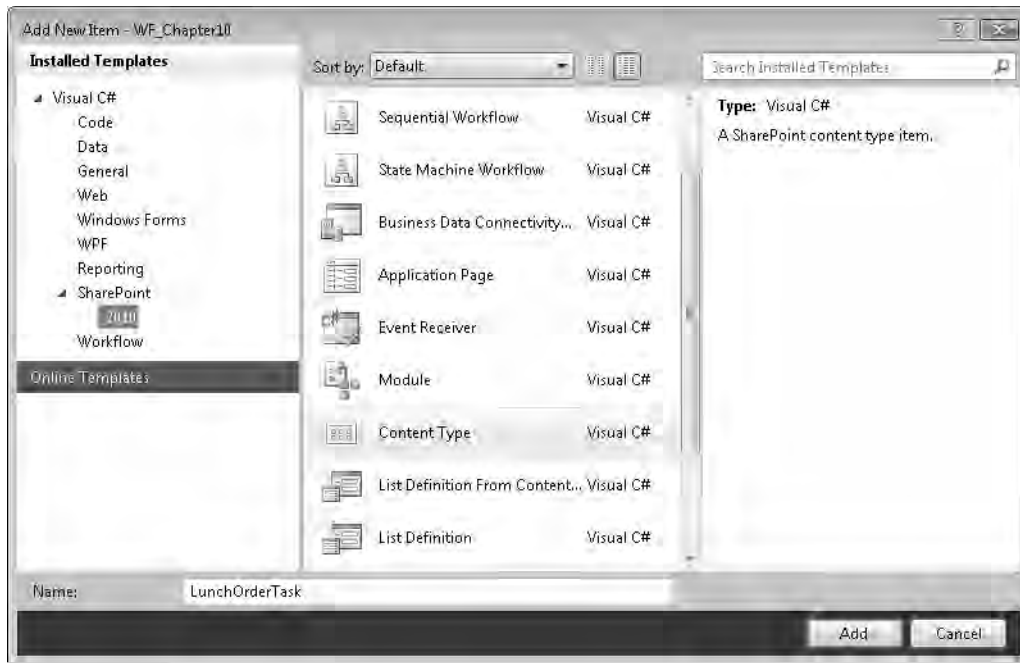 Add New Item - WF_Chapter10
Installed Templates
Visual C#
Code
Data
General
Web
Windows Forms
WPF
Reporting
SharePoint
2010
Workflow
Online Templates
Sort by: Default
Sequential Workflow Visual C#
State Machine Workflow Visual C#
Business Data Connectivity... Visual C#
Application Page Visual C#
Event Receiver Visual C#
Module Visual C#
Content Type Visual C#
List Definition From Content... Visual C#
List Definition Visual C#
Search Installed Templates
Type: Visual C#
A SharePoint content type item.
Name: LunchOrderTask
Add Cancel